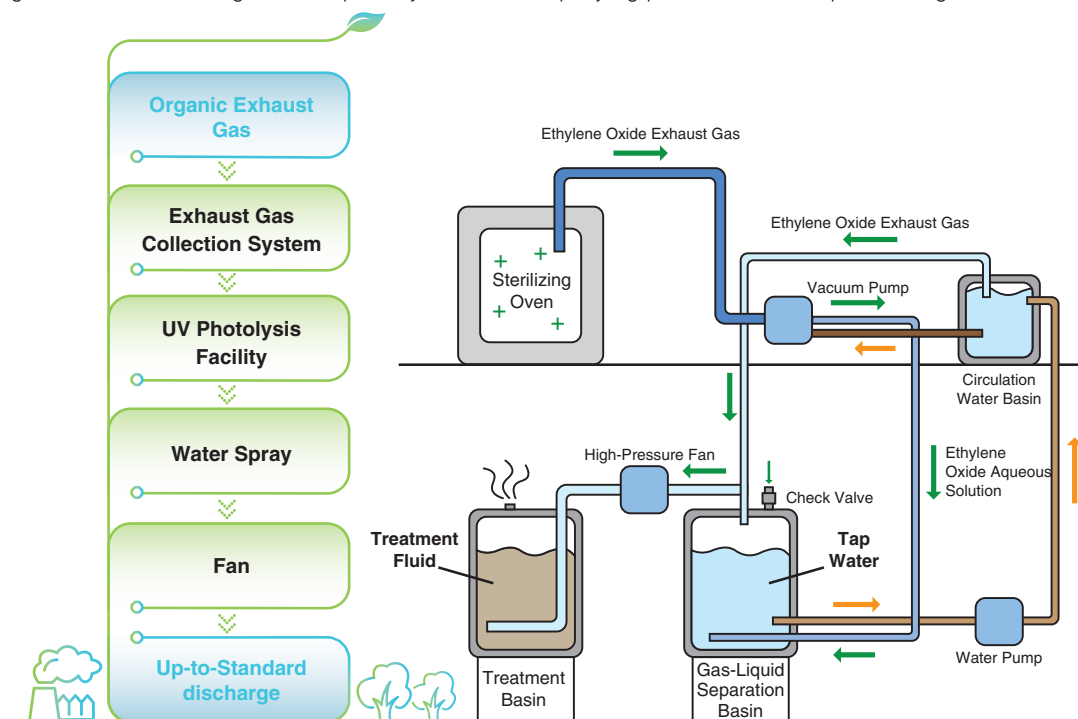 Organic Exhaust
Gas
Exhaust Gas
Collection System
UV Photolysis
Facility
Water Spray
Fan
Up-to-Standard
discharge
Ethylene Oxide Exhaust Gas
Ethylene Oxide Exhaust Gas
Sterilizing
Oven
Vacuum Pump
Circulation
Water Basin
High-Pressure Fan
Check Valve
Ethylene
Oxide Aqueous
Solution
Treatment
Fluid
Tap
Water
Water Pump
Treatment
Basin
Gas-Liquid
Separation
Basin